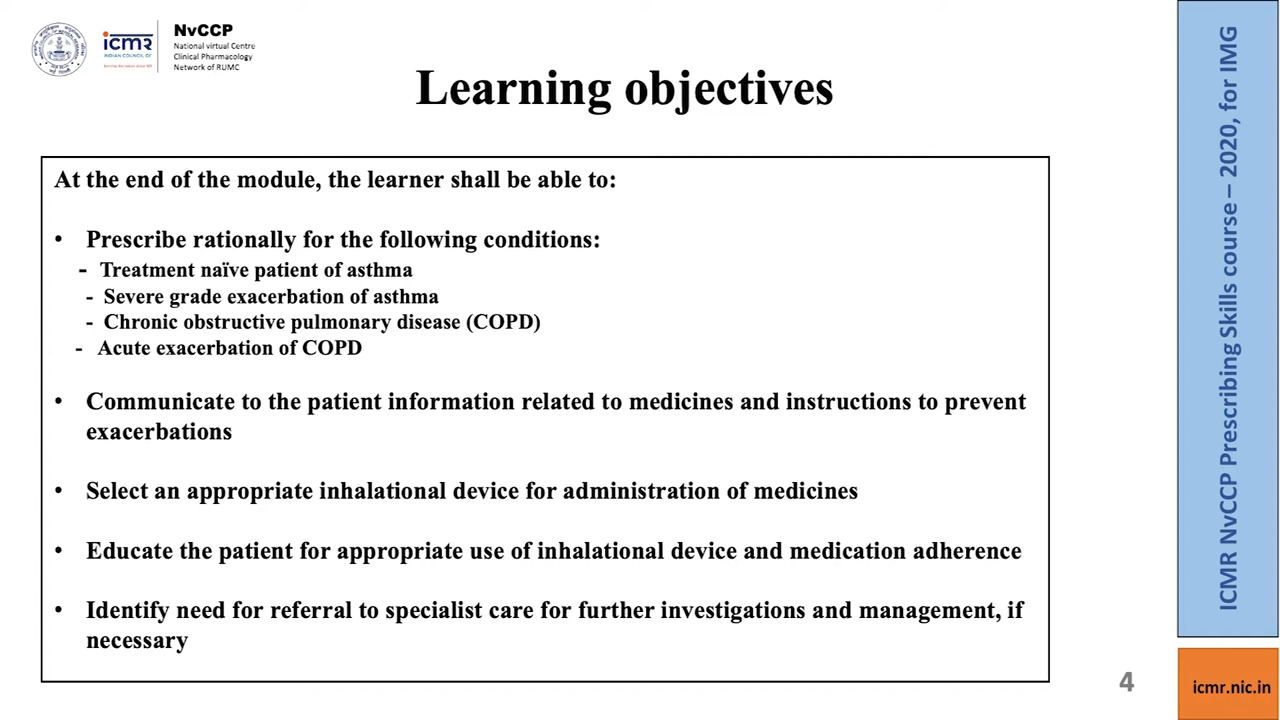 icmr
INDIAN COUNCIL OF
NvCCP
National virtual Centre
Clinical Pharmacology
Network of RUMC
Learning objectives
At the end of the module, the learner shall be able to:
• Prescribe rationally for the following conditions:
- Treatment naïve patient of asthma
- Severe grade exacerbation of asthma
- Chronic obstructive pulmonary disease (COPD)
- Acute exacerbation of COPD
• Communicate to the patient information related to medicines and instructions to prevent
exacerbations
• Select an appropriate inhalational device for administration of medicines
• Educate the patient for appropriate use of inhalational device and medication adherence
• Identify need for referral to specialist care for further investigations and management, if
necessary
4
ICMR NvCCP Prescribing Skills course – 2020, for IMG
icmr.nic.in